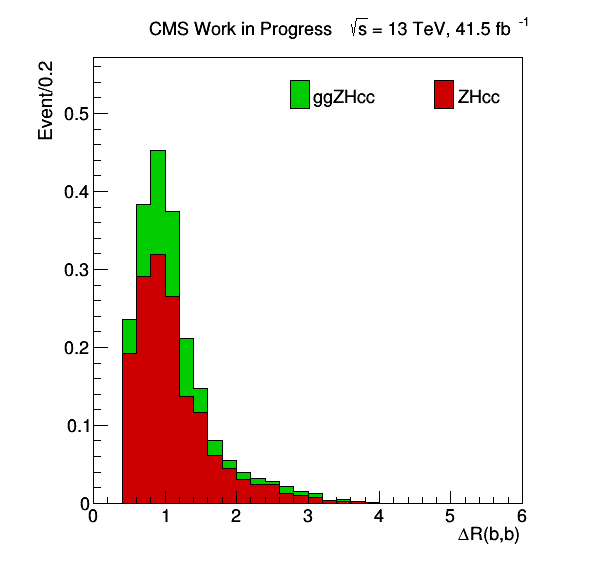 CMS Work in Progress √s = 13 TeV, 41.5 fb⁻¹
Event/0.2
ggZHcc ZHcc
0.5
0.4
0.3
0.2
0.1
0
0 1 2 3 4 5 6
ΔR(b,b)